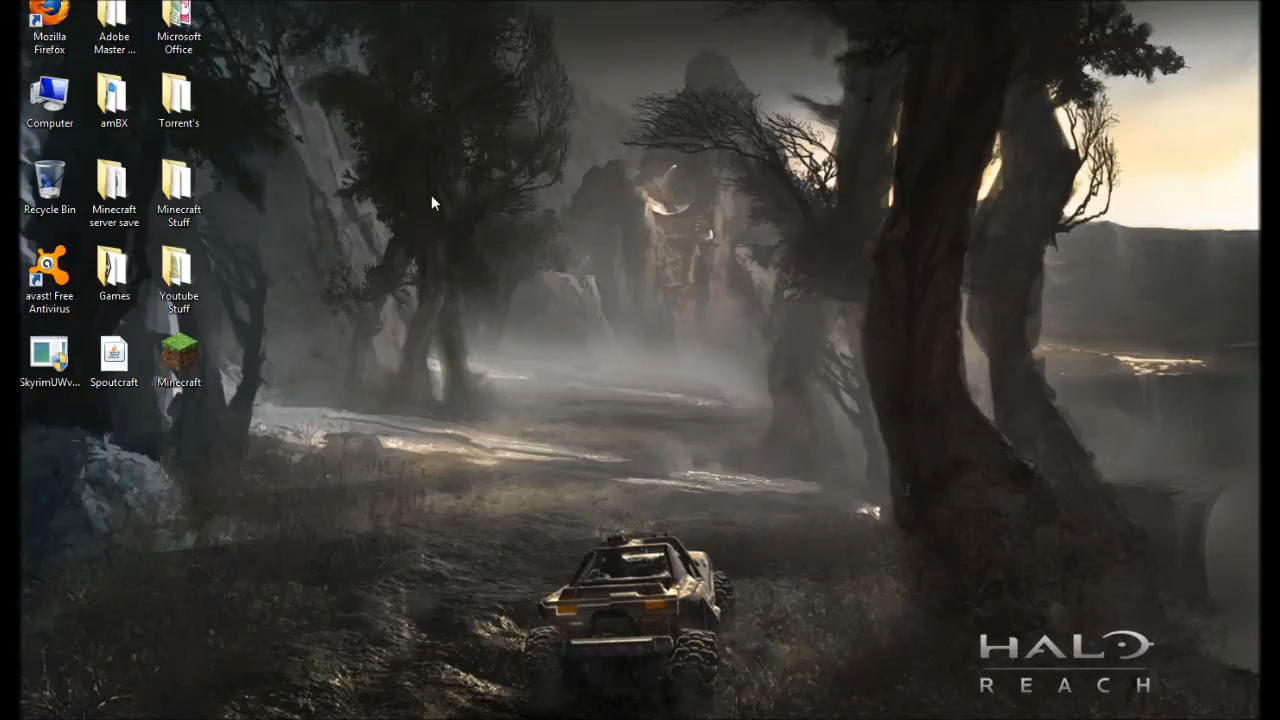 Mozilla
Firefox
Adobe
Master ...
Microsoft
Office
Computer
amBX
Torrent's
Recycle Bin
Minecraft
server save
Minecraft
Stuff
avast! Free
Antivirus
Games
Youtube
Stuff
SkyrimUWv...
Spoutcraft
Minecraft
HALO
REACH